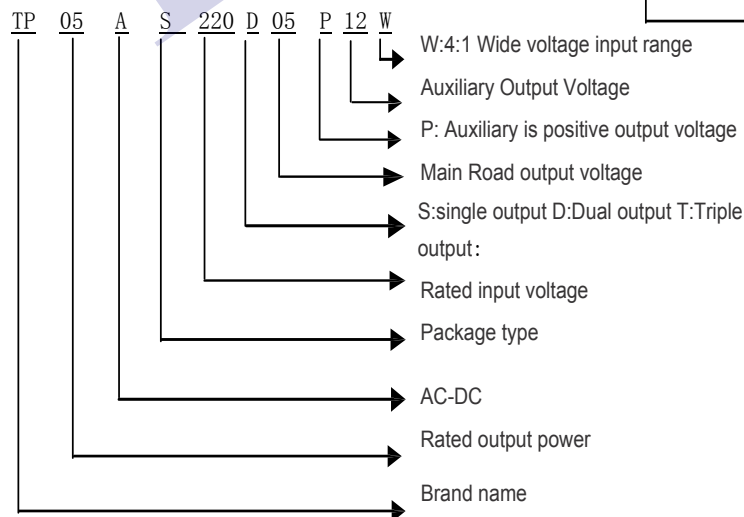 TP 05 A S 220 D 05 P 12 W
W:4:1 Wide voltage input range
Auxiliary Output Voltage
P: Auxiliary is positive output voltage
Main Road output voltage
S:single output D:Dual output T:Triple
output:
Rated input voltage
Package type
AC-DC
Rated output power
Brand name